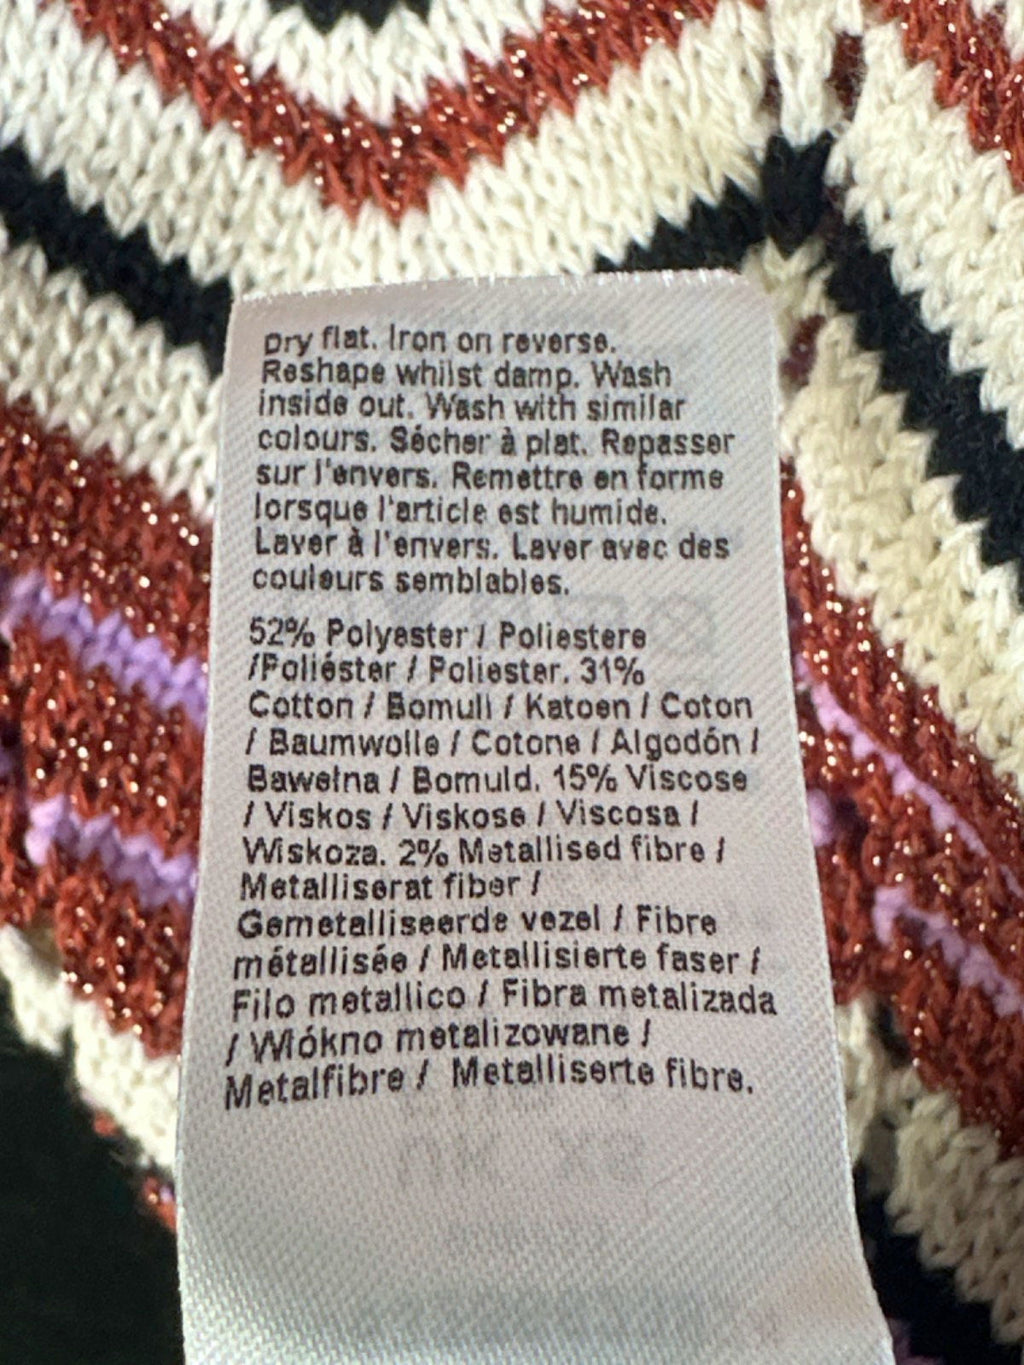 Dry flat. Iron on reverse.
Reshape whilst damp. Wash
inside out. Wash with similar
colours. Sécher à plat. Repasser
sur l'envers. Remettre en forme
lorsque l'article est humide.
Laver à l'envers. Laver avec des
couleurs semblables.
52% Polyester / Poliestere
/Poliéster / Poliester. 31%
Cotton / Bomull / Katoen / Coton
/ Baumwolle / Cotone / Algodón /
Bawełna / Bomuld. 15% Viscose
/ Viskos / Viskose / Viscosa /
Wiskoza. 2% Metallised fibre /
Metalliserat fiber /
Gemetalliseerde vezel / Fibre
métallisée / Metallisierte faser /
Filo metallico / Fibra metalizada
/ Włókno metalizowane /
Metalfibre / Metalliserte fibre.